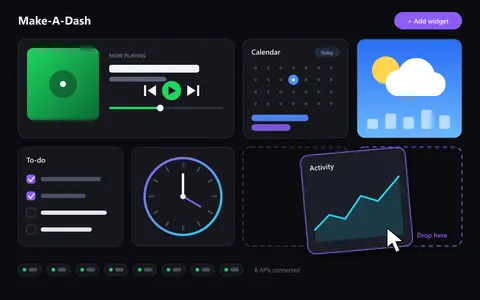 Make-A-Dash
+ Add widget
NOW PLAYING
Calendar
Today
To-do
Activity
Drop here
6 APIs connected